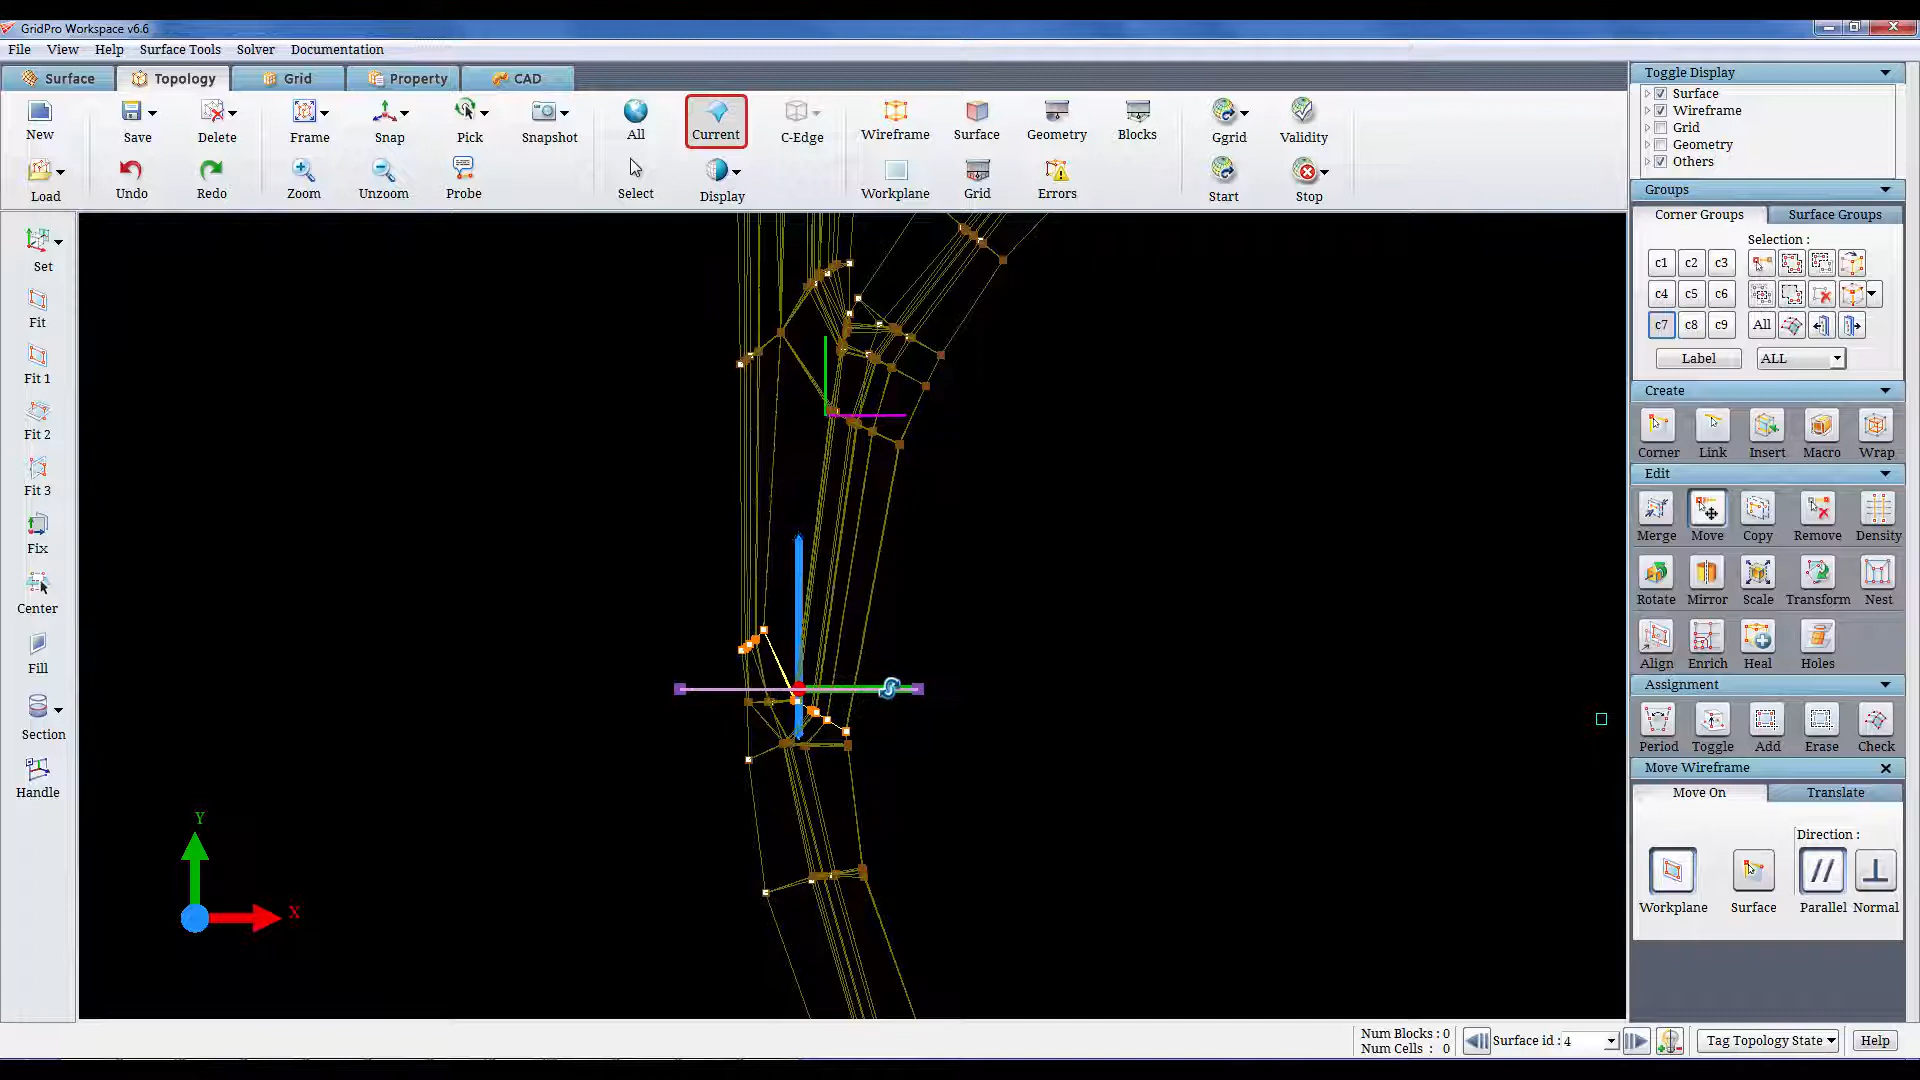 GridPro Workspace v6.6
File View Help Surface Tools Solver Documentation
Surface Topology Grid Property CAD
New Save Delete Frame Snap Pick Snapshot All Current C-Edge Wireframe Surface Geometry Blocks Ggrid Validity
Load Undo Redo Zoom Unzoom Probe Select Display Workplane Grid Errors Start Stop
Set
Fit
Fit 1
Fit 2
Fit 3
Fix
Center
Fill
Section
Handle
Y
X
Toggle Display
Surface
Wireframe
Grid
Geometry
Others
Groups
Corner Groups Surface Groups
Selection :
c1 c2 c3
c4 c5 c6
c7 c8 c9 All
Label ALL
Create
Corner Link Insert Macro Wrap
Edit
Merge Move Copy Remove Density
Rotate Mirror Scale Transform Nest
Align Enrich Heal Holes
Assignment
Period Toggle Add Erase Check
Move Wireframe
Move On Translate
Direction :
Workplane Surface Parallel Normal
Num Blocks : 0
Num Cells : 0
Surface id : 4
Tag Topology State
Help